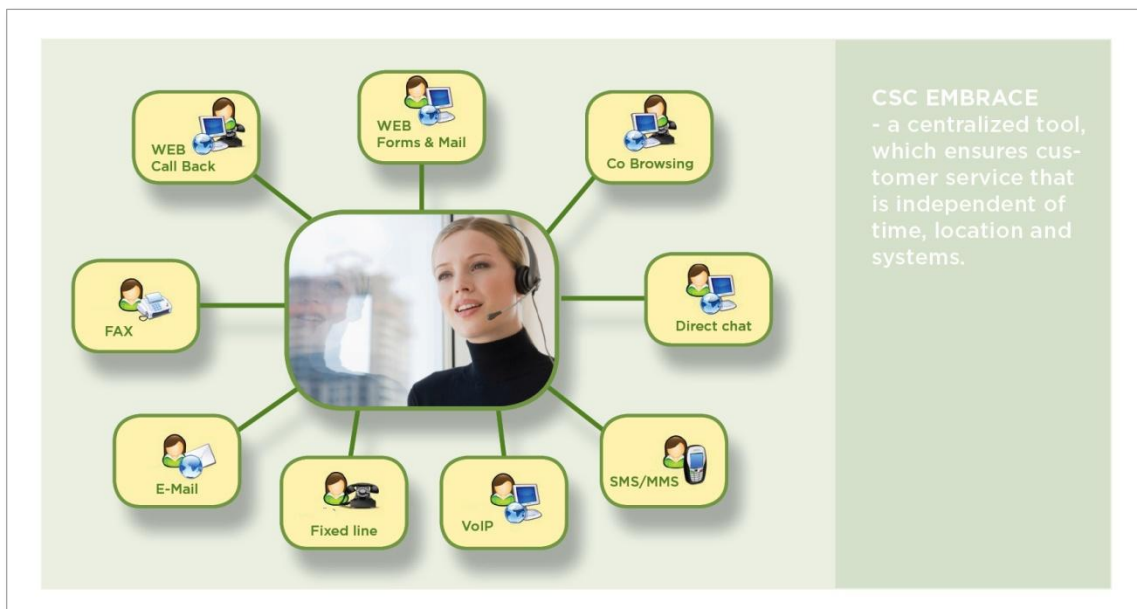 WEB
Call Back
WEB
Forms & Mail
Co Browsing
FAX
Direct chat
E-Mail
Fixed line
VoIP
SMS/MMS
CSC EMBRACE
- a centralized tool,
which ensures cus-
tomer service that
is independent of
time, location and
systems.